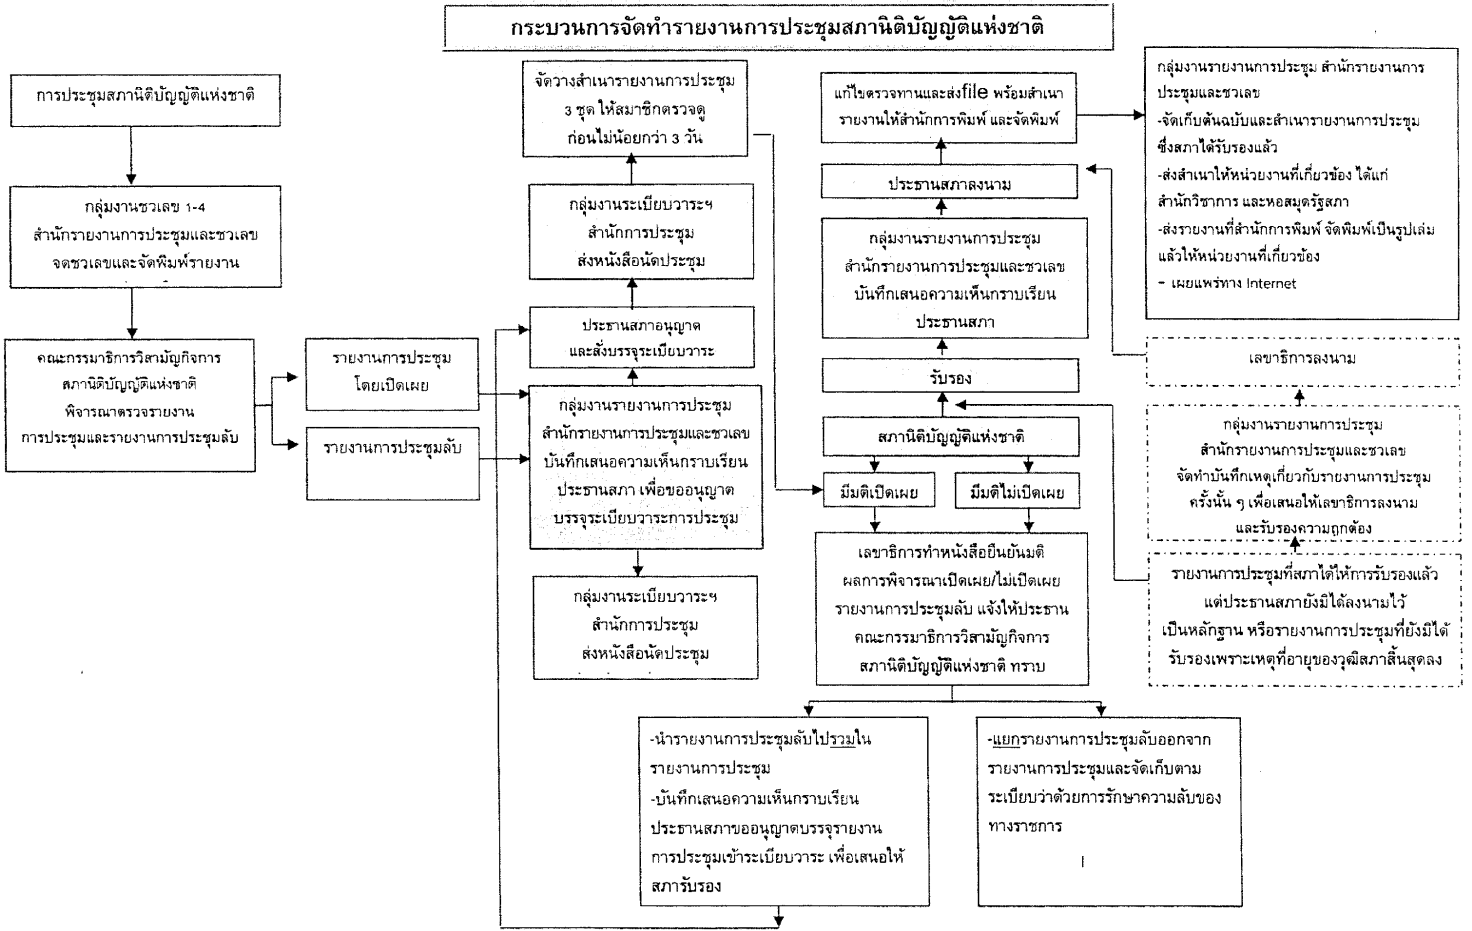 กระบวนการจัดทำรายงานการประชุมสภานิติบัญญัติแห่งชาติ
การประชุมสภานิติบัญญัติแห่งชาติ
กลุ่มงานชวเลข 1-4
สำนักรายงานการประชุมและชวเลข
จดชวเลขและจัดพิมพ์รายงาน
คณะกรรมาธิการวิสามัญกิจการ
สภานิติบัญญัติแห่งชาติ
พิจารณาตรวจรายงาน
การประชุมและรายงานการประชุมลับ
รายงานการประชุม
โดยเปิดเผย
รายงานการประชุมลับ
จัดวางสำเนารายงานการประชุม
3 ชุด ให้สมาชิกตรวจดู
ก่อนไม่น้อยกว่า 3 วัน
กลุ่มงานระเบียบวาระฯ
สำนักการประชุม
ส่งหนังสือนัดประชุม
ประธานสภาอนุญาต
และสั่งบรรจุระเบียบวาระ
กลุ่มงานรายงานการประชุม
สำนักรายงานการประชุมและชวเลข
บันทึกเสนอความเห็นกราบเรียน
ประธานสภา เพื่อขออนุญาต
บรรจุระเบียบวาระการประชุม
กลุ่มงานระเบียบวาระฯ
สำนักการประชุม
ส่งหนังสือนัดประชุม
แก้ไขตรวจทานและส่งfile พร้อมสำเนา
รายงานให้สำนักการพิมพ์ และจัดพิมพ์
ประธานสภาลงนาม
กลุ่มงานรายงานการประชุม
สำนักรายงานการประชุมและชวเลข
บันทึกเสนอความเห็นกราบเรียน
ประธานสภา
รับรอง
สภานิติบัญญัติแห่งชาติ
มีมติเปิดเผย
มีมติไม่เปิดเผย
เลขาธิการทำหนังสือยืนยันมติ
ผลการพิจารณาเปิดเผย/ไม่เปิดเผย
รายงานการประชุมลับ แจ้งให้ประธาน
คณะกรรมาธิการวิสามัญกิจการ
สภานิติบัญญัติแห่งชาติ ทราบ
-นำรายงานการประชุมลับไปรวมใน
รายงานการประชุม
-บันทึกเสนอความเห็นกราบเรียน
ประธานสภาขออนุญาตบรรจุรายงาน
การประชุมเข้าระเบียบวาระ เพื่อเสนอให้
สภารับรอง
-แยกรายงานการประชุมลับออกจาก
รายงานการประชุมและจัดเก็บตาม
ระเบียบว่าด้วยการรักษาความลับของ
ทางราชการ
กลุ่มงานรายงานการประชุม สำนักรายงานการ
ประชุมและชวเลข
-จัดเก็บต้นฉบับและสำเนารายงานการประชุม
ซึ่งสภาได้รับรองแล้ว
-ส่งสำเนาให้หน่วยงานที่เกี่ยวข้อง ได้แก่
สำนักวิชาการ และหอสมุดรัฐสภา
-ส่งรายงานที่สำนักการพิมพ์ จัดพิมพ์เป็นรูปเล่ม
แล้วให้หน่วยงานที่เกี่ยวข้อง
- เผยแพร่ทาง Internet
เลขาธิการลงนาม
กลุ่มงานรายงานการประชุม
สำนักรายงานการประชุมและชวเลข
จัดทำบันทึกเหตุเกี่ยวกับรายงานการประชุม
ครั้งนั้น ๆ เพื่อเสนอให้เลขาธิการลงนาม
และรับรองความถูกต้อง
รายงานการประชุมที่สภาได้ให้การรับรองแล้ว
แต่ประธานสภายังมิได้ลงนามไว้
เป็นหลักฐาน หรือรายงานการประชุมที่ยังมิได้
รับรองเพราะเหตุที่อายุของวุฒิสภาสิ้นสุดลง